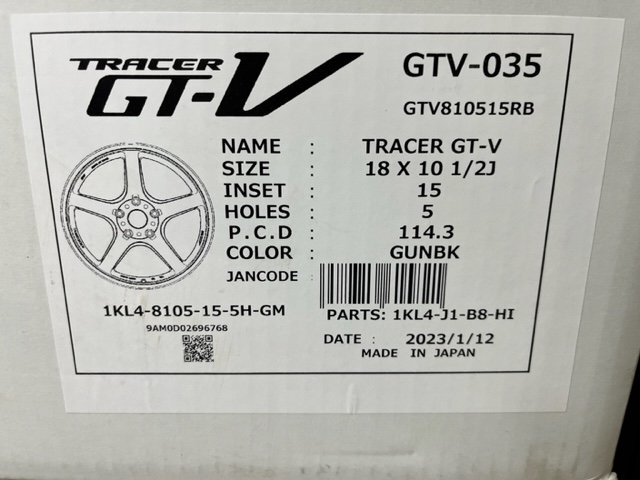 TRACER
GT-V
GTV-035
GTV810515RB
NAME : TRACER GT-V
SIZE : 18 X 10 1/2J
INSET : 15
HOLES : 5
P.C.D : 114.3
COLOR : GUNBK
JANCODE :
1KL4-8105-15-5H-GM
PARTS: 1KL4-J1-B8-HI
9AM0D02696768
DATE : 2023/1/12
MADE IN JAPAN